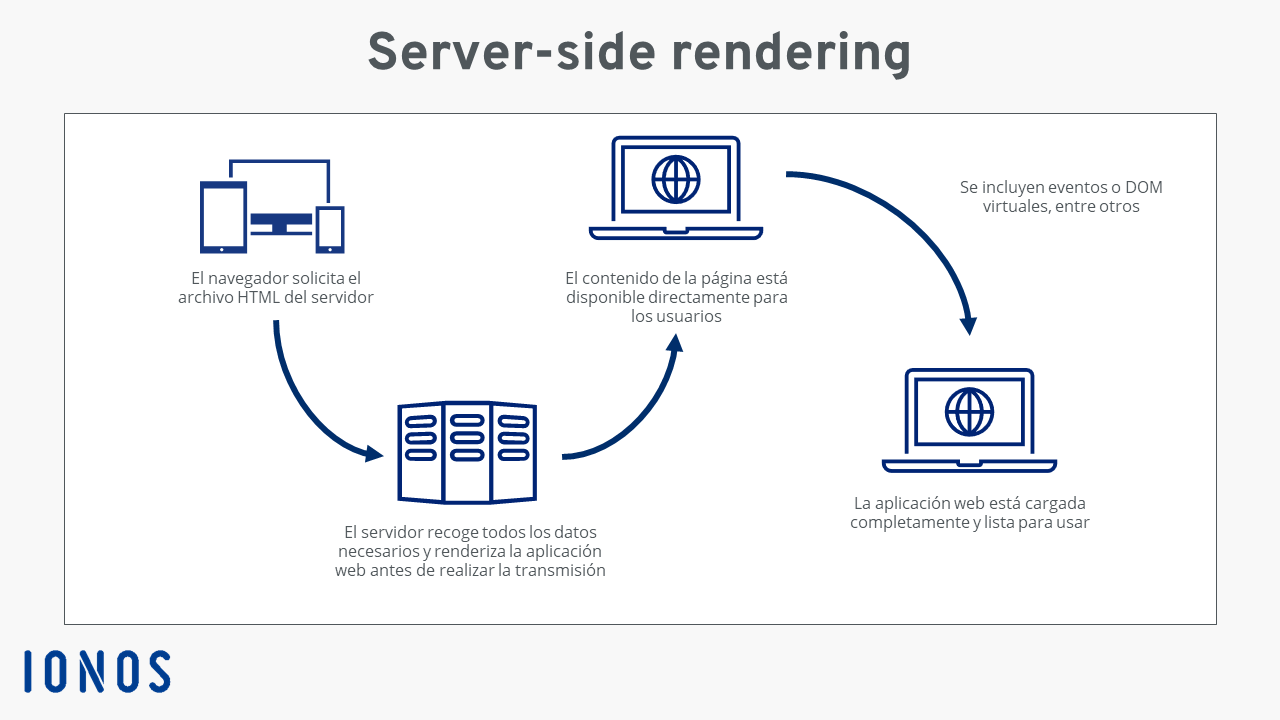 Server-side rendering
El navegador solicita el
archivo HTML del servidor
El servidor recoge todos los datos
necesarios y renderiza la aplicación
web antes de realizar la transmisión
El contenido de la página está
disponible directamente para
los usuarios
Se incluyen eventos o DOM
virtuales, entre otros
La aplicación web está cargada
completamente y lista para usar
IONOS